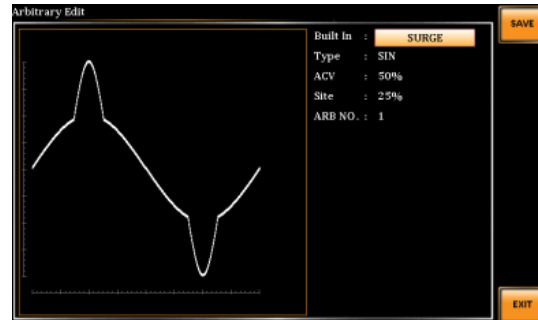 Arbitrary Edit
SAVE
Built In : SURGE
Type : SIN
ACV : 50%
Site : 25%
ARB NO. : 1
EXIT